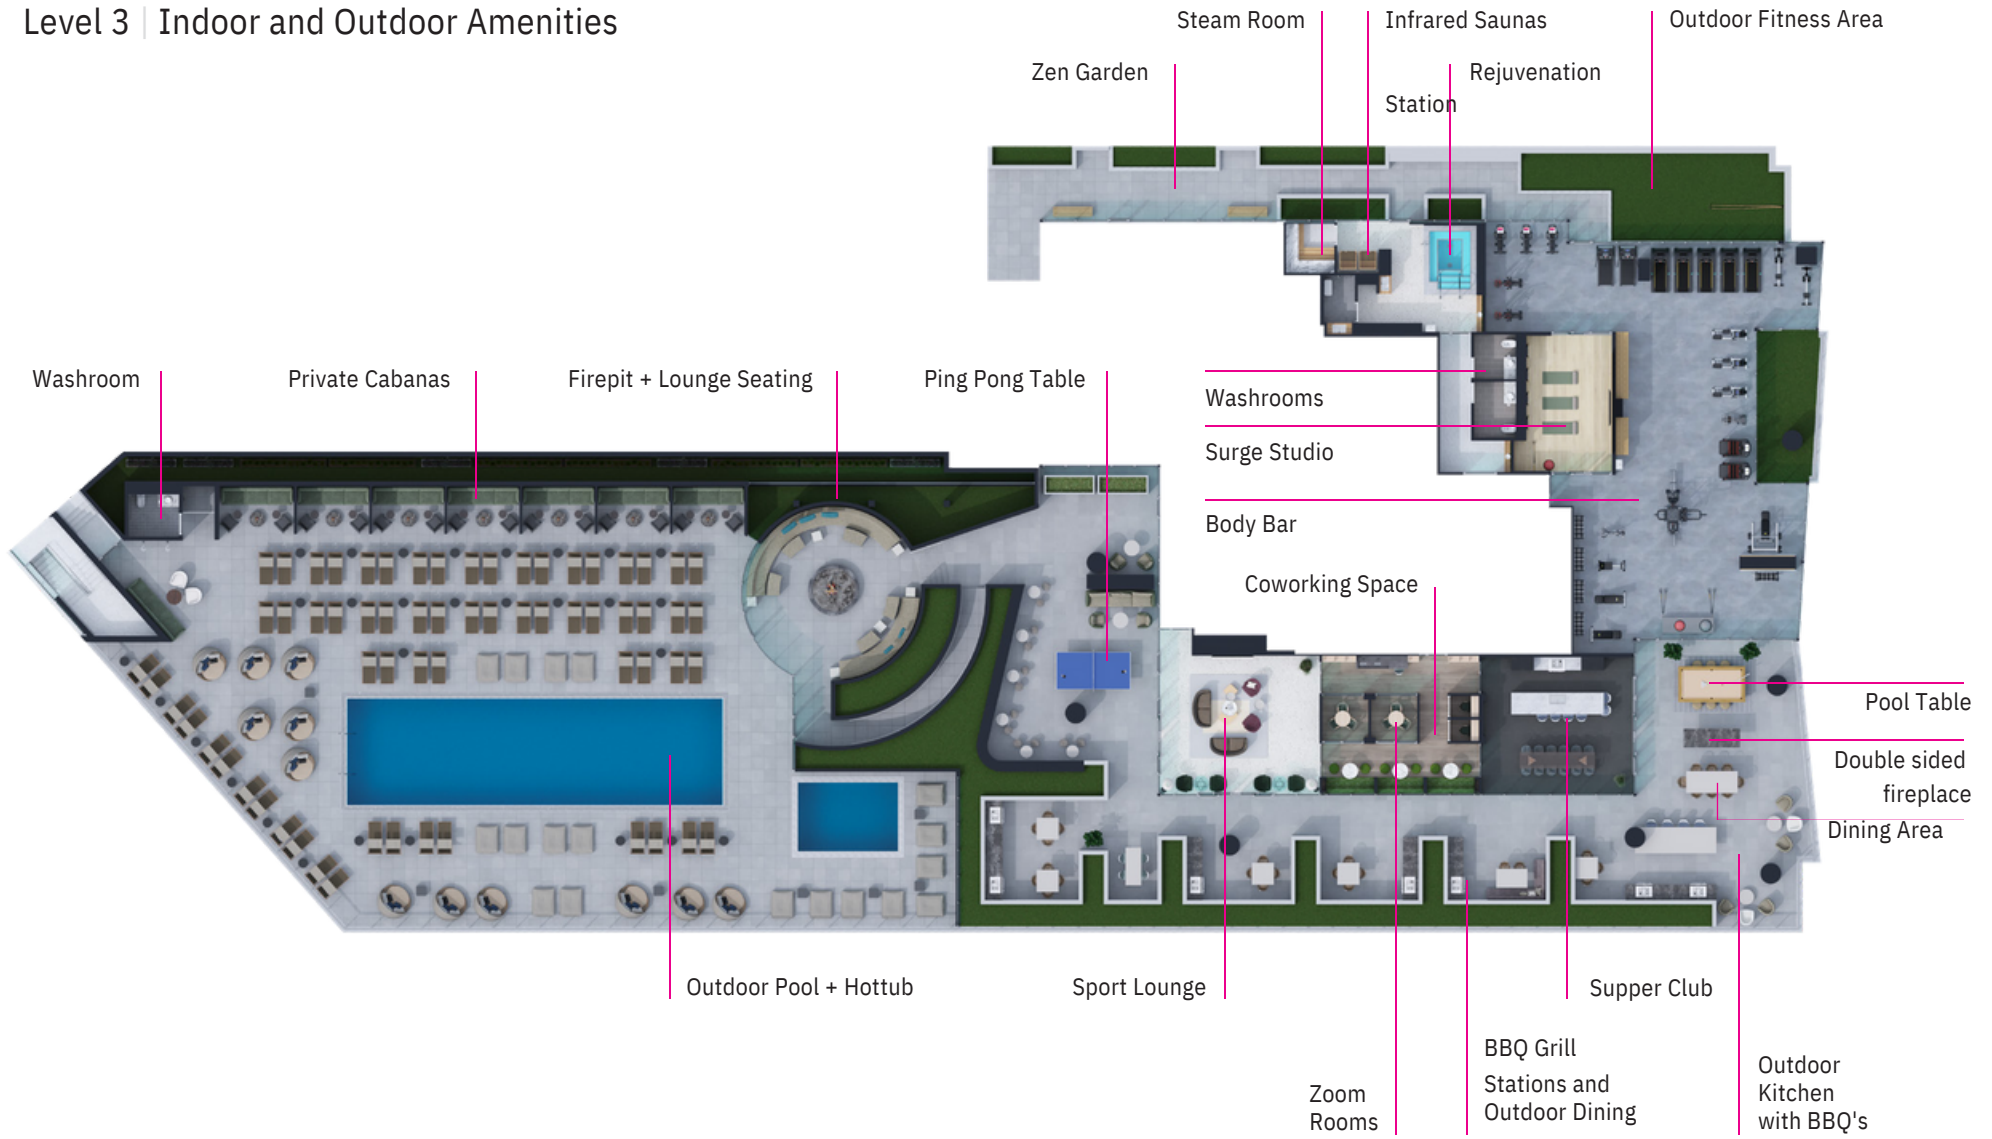 Level 3 | Indoor and Outdoor Amenities
Steam Room
Infrared Saunas
Outdoor Fitness Area
Zen Garden
Rejuvenation
Station
Washroom
Private Cabanas
Firepit + Lounge Seating
Ping Pong Table
Washrooms
Surge Studio
Body Bar
Coworking Space
Pool Table
Double sided
fireplace
Dining Area
Outdoor Pool + Hottub
Sport Lounge
Supper Club
Zoom
Rooms
BBQ Grill
Stations and
Outdoor Dining
Outdoor
Kitchen
with BBQ's